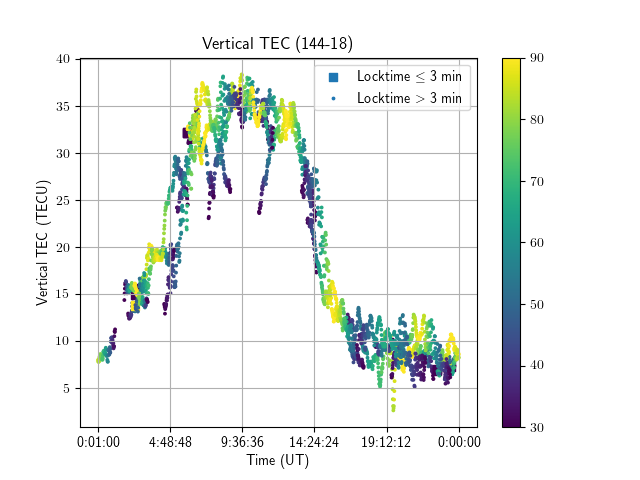 Vertical TEC (144-18)
Locktime ≤ 3 min
Locktime > 3 min
Vertical TEC (TECU)
40
35
30
25
20
15
10
5
0:01:00 4:48:48 9:36:36 14:24:24 19:12:12 0:00:00
Time (UT)
90
80
70
60
50
40
30